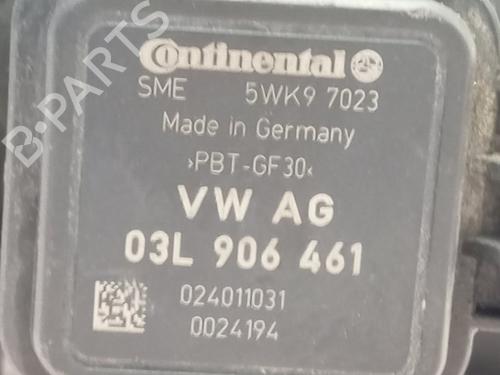 Continental
SME 5WK9 7023
Made in Germany
>PBT-GF30<
VW AG
03L 906 461
024011031
0024194
B-PARTS